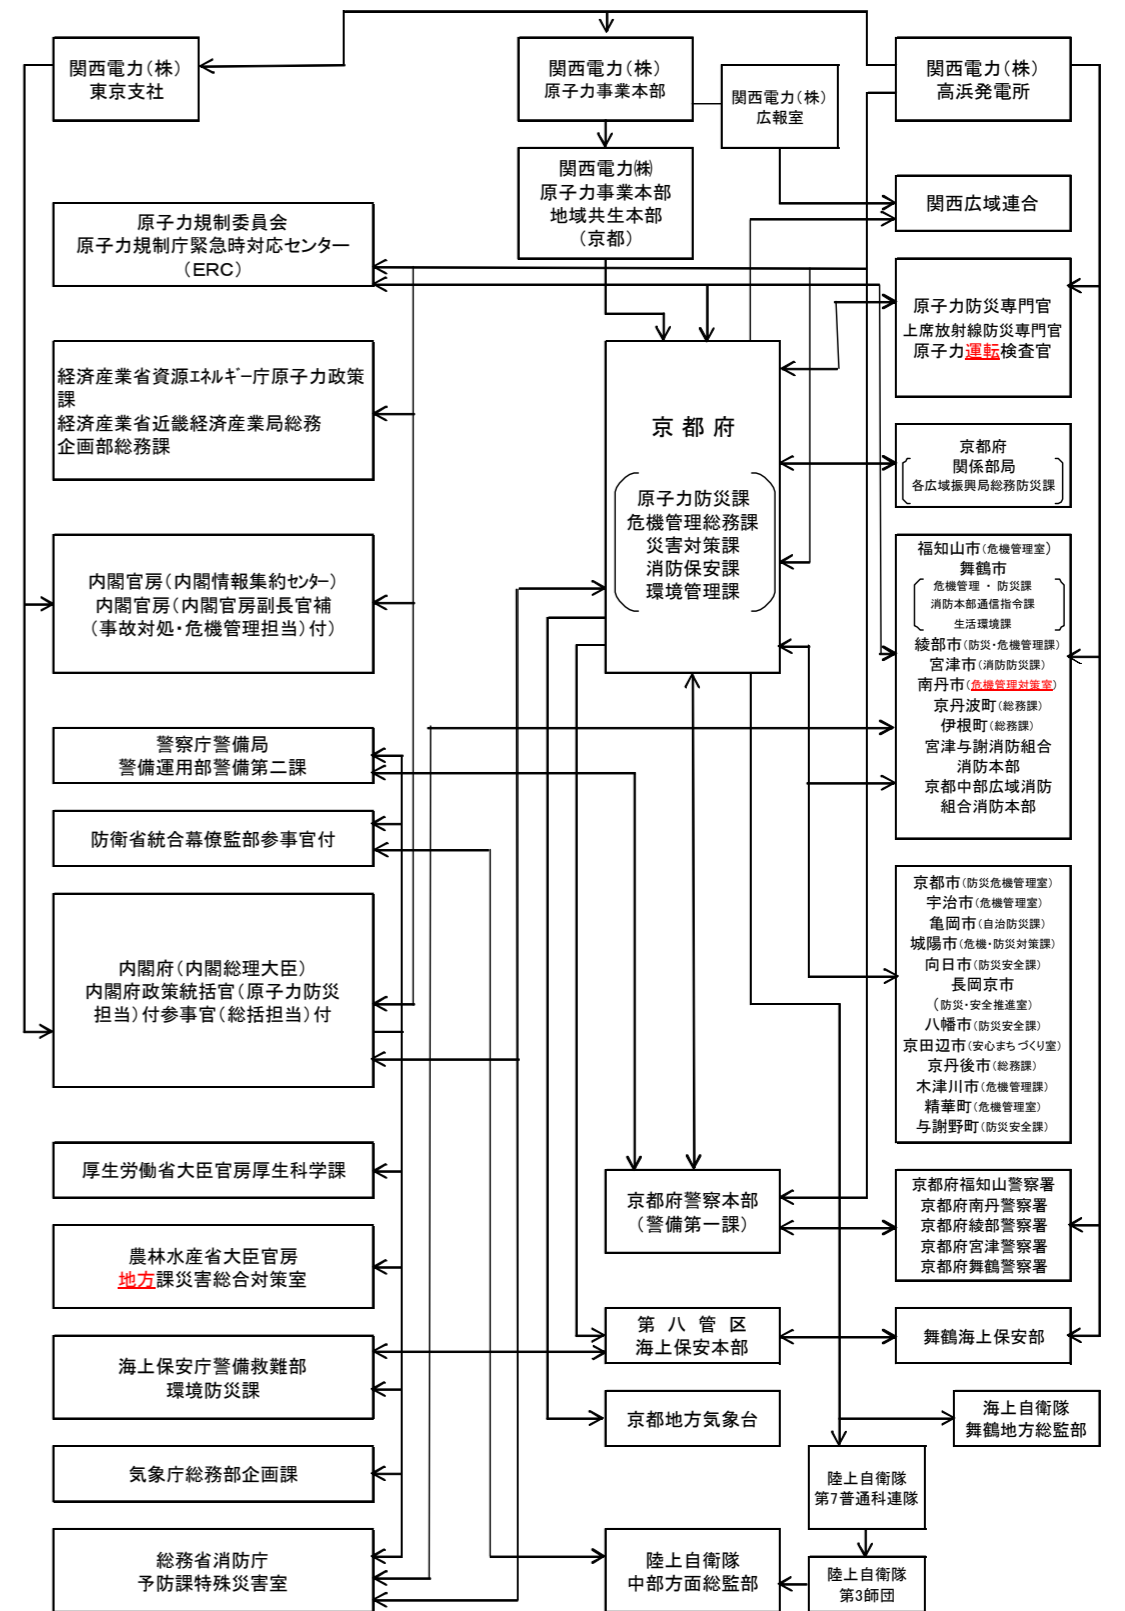 関西電力(株)
東京支社
関西電力(株)
原子力事業本部
関西電力(株)
広報室
関西電力(株)
高浜発電所
関西電力㈱
原子力事業本部
地域共生本部
(京都)
関西広域連合
原子力規制委員会
原子力規制庁緊急時対応センター
(ERC)
原子力防災専門官
上席放射線防災専門官
原子力運転検査官
経済産業省資源エネルギー庁原子力政策
課
経済産業省近畿経済産業局総務
企画部総務課
京都府
原子力防災課
危機管理総務課
災害対策課
消防保安課
環境管理課
京都府
関係部局
各広域振興局総務防災課
内閣官房(内閣情報集約センター)
内閣官房(内閣官房副長官補
(事故対処・危機管理担当)付)
福知山市(危機管理室)
舞鶴市
危機管理・防災課
消防本部通信指令課
生活環境課
綾部市(防災・危機管理課)
宮津市(消防防災課)
南丹市(危機管理対策室)
京丹波町(総務課)
伊根町(総務課)
宮津与謝消防組合
消防本部
京都中部広域消防
組合消防本部
警察庁警備局
警備運用部警備第二課
防衛省統合幕僚監部参事官付
内閣府(内閣総理大臣)
内閣府政策統括官(原子力防災
担当)付参事官(総括担当)付
京都市(防災危機管理室)
宇治市(危機管理室)
亀岡市(自治防災課)
城陽市(危機・防災対策課)
向日市(防災安全課)
長岡京市
(防災・安全推進室)
八幡市(防災安全課)
京田辺市(安心まちづくり室)
京丹後市(総務課)
木津川市(危機管理課)
精華町(危機管理室)
与謝野町(防災安全課)
厚生労働省大臣官房厚生科学課
京都府警察本部
(警備第一課)
京都府福知山警察署
京都府南丹警察署
京都府綾部警察署
京都府宮津警察署
京都府舞鶴警察署
農林水産省大臣官房
地方課災害総合対策室
第八管区
海上保安本部
舞鶴海上保安部
海上保安庁警備救難部
環境防災課
京都地方気象台
海上自衛隊
舞鶴地方総監部
気象庁総務部企画課
陸上自衛隊
第7普通科連隊
総務省消防庁
予防課特殊災害室
陸上自衛隊
中部方面総監部
陸上自衛隊
第3師団